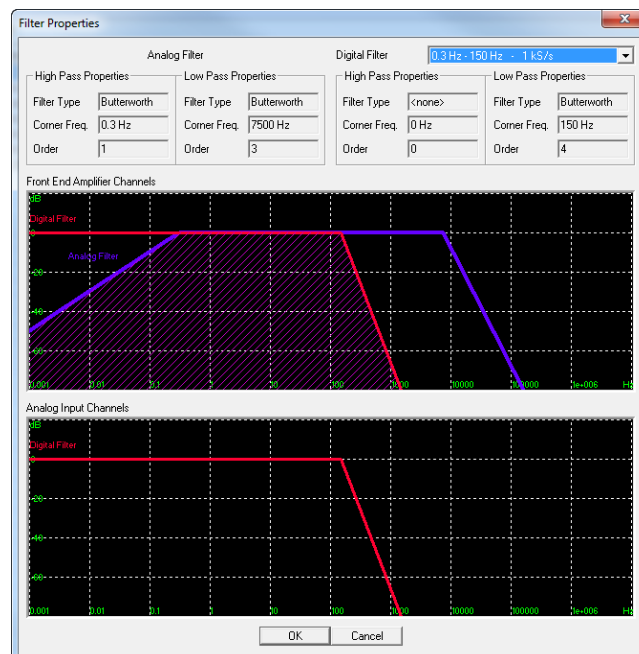 Filter Properties
Analog Filter
Digital Filter 0.3 Hz - 150 Hz - 1 kS/s
High Pass Properties Low Pass Properties High Pass Properties Low Pass Properties
Filter Type Butterworth Filter Type Butterworth Filter Type <none> Filter Type Butterworth
Corner Freq. 0.3 Hz Corner Freq. 7500 Hz Corner Freq. 0 Hz Corner Freq. 150 Hz
Order 1 Order 3 Order 0 Order 4
Front End Amplifier Channels
dB
Digital Filter
0
Analog Filter
-20
-40
-60
0.001 0.01 0.1 1 10 100 1000 10000 100000 1e+006 Hz
Analog Input Channels
dB
Digital Filter
0
-20
-40
-60
0.001 0.01 0.1 1 10 100 1000 10000 100000 1e+006 Hz
OK Cancel